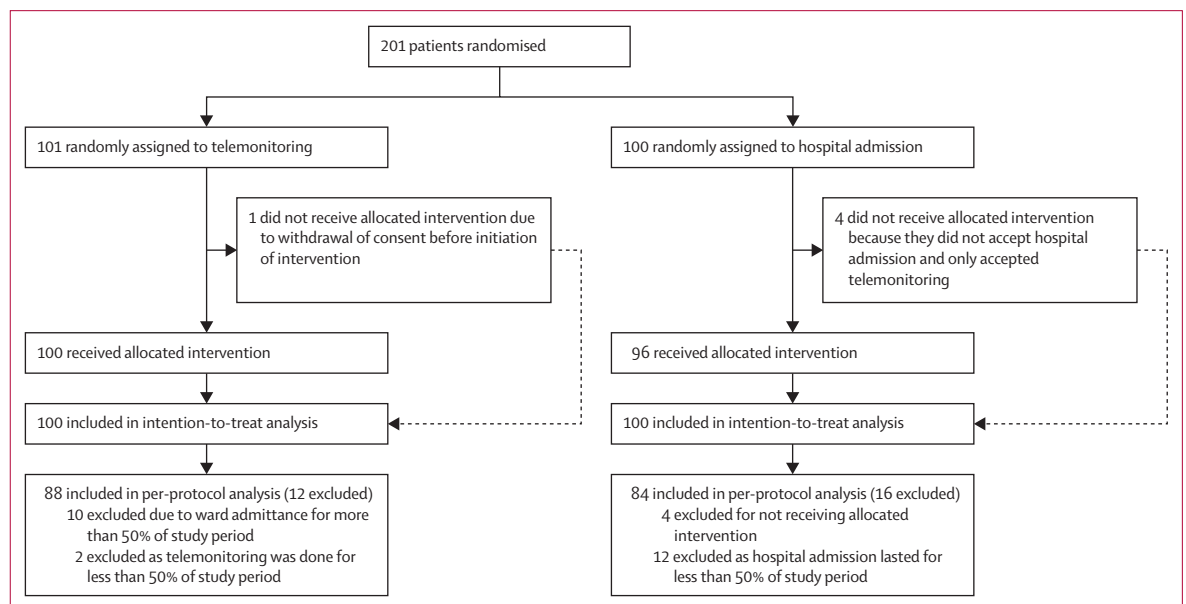 201 patients randomised
101 randomly assigned to telemonitoring
100 randomly assigned to hospital admission
1 did not receive allocated intervention due
to withdrawal of consent before initiation
of intervention
4 did not receive allocated intervention
because they did not accept hospital
admission and only accepted
telemonitoring
100 received allocated intervention
96 received allocated intervention
100 included in intention-to-treat analysis
100 included in intention-to-treat analysis
88 included in per-protocol analysis (12 excluded)
10 excluded due to ward admittance for more
than 50% of study period
2 excluded as telemonitoring was done for
less than 50% of study period
84 included in per-protocol analysis (16 excluded)
4 excluded for not receiving allocated
intervention
12 excluded as hospital admission lasted for
less than 50% of study period